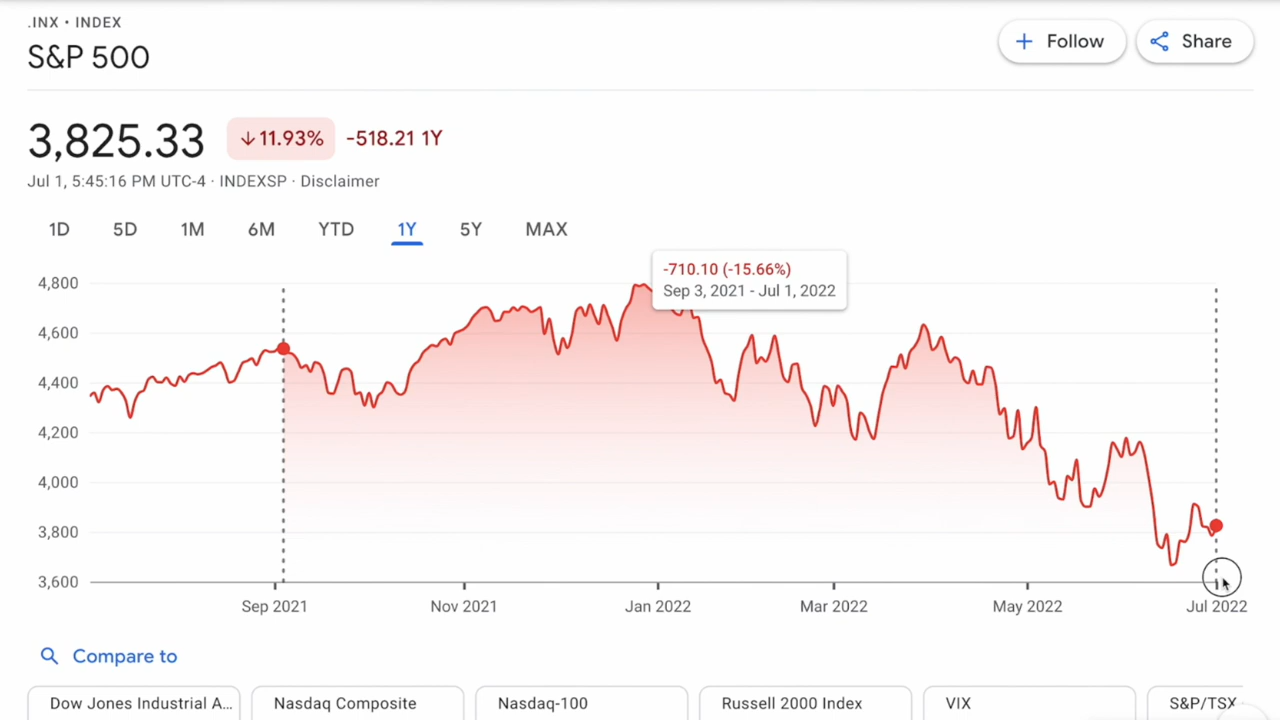 .INX • INDEX
S&P 500
Follow
Share
3,825.33
↓11.93%
-518.21 1Y
Jul 1, 5:45:16 PM UTC-4 · INDEXSP · Disclaimer
1D
5D
1M
6M
YTD
1Y
5Y
MAX
-710.10 (-15.66%)
Sep 3, 2021 - Jul 1, 2022
4,800
4,600
4,400
4,200
4,000
3,800
3,600
Sep 2021
Nov 2021
Jan 2022
Mar 2022
May 2022
Jul 2022
Compare to
Dow Jones Industrial A...
Nasdaq Composite
Nasdaq-100
Russell 2000 Index
VIX
S&P/TSX